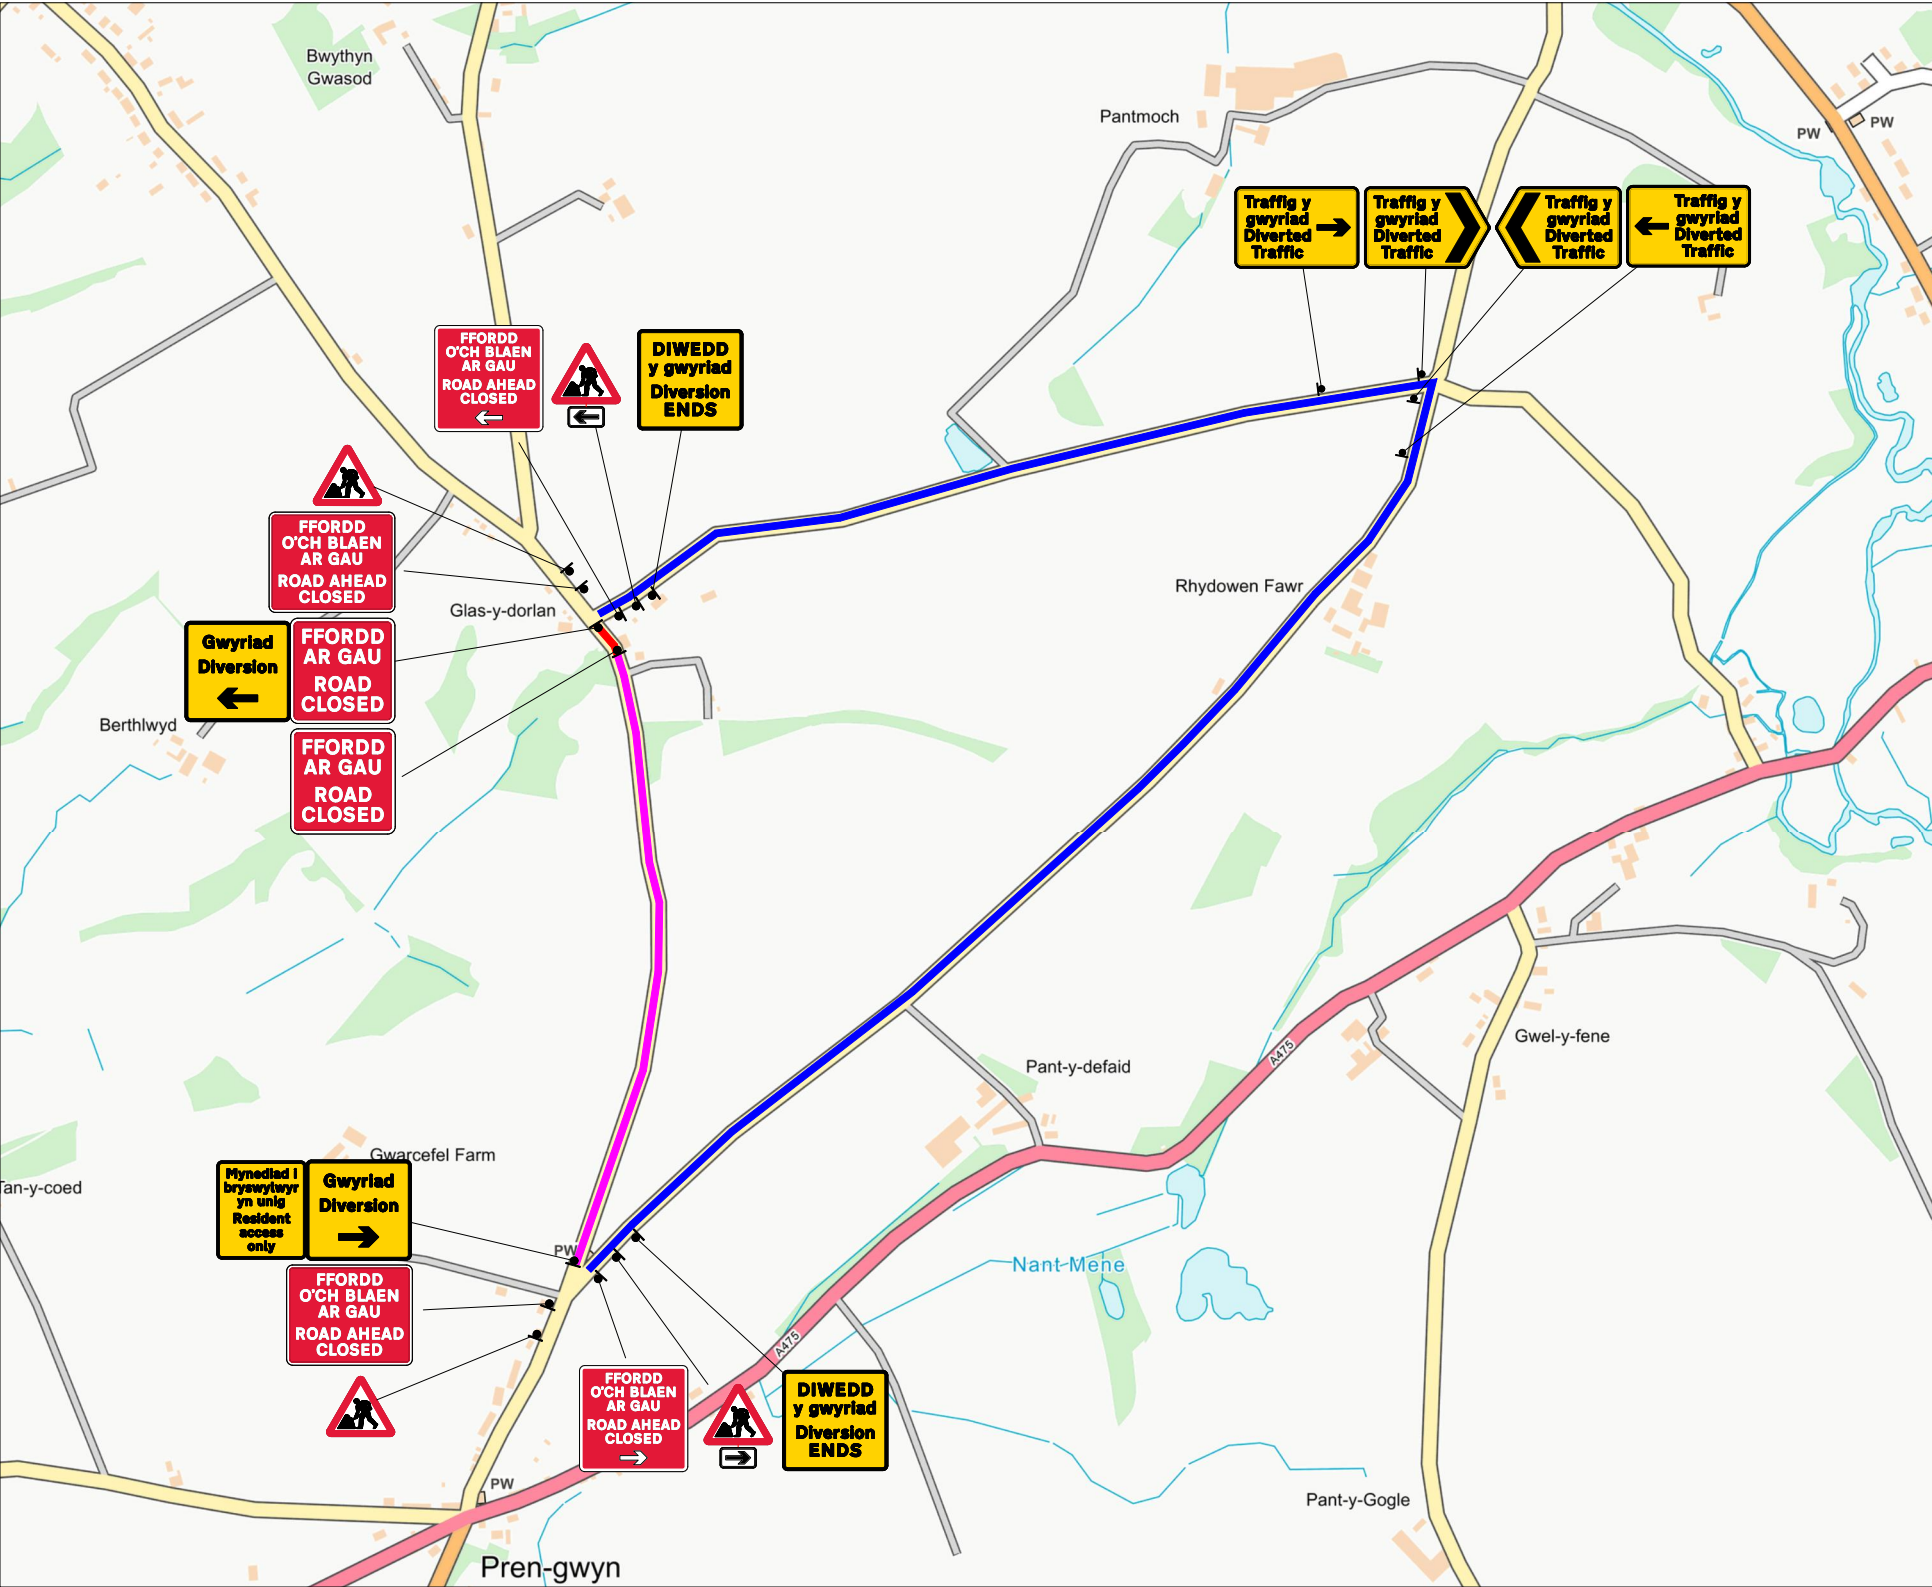 Bwythyn
Gwasod
Pantmoch
PW
PW
Traffig y
gwyriad
Diverted
Traffic
Traffig y
gwyriad
Diverted
Traffic
Traffig y
gwyriad
Diverted
Traffic
Traffig y
gwyriad
Diverted
Traffic
FFORDD
O'CH BLAEN
AR GAU
ROAD AHEAD
CLOSED
DIWEDD
y gwyriad
Diversion
ENDS
FFORDD
O'CH BLAEN
AR GAU
ROAD AHEAD
CLOSED
Glas-y-dorlan
Rhydowen Fawr
Gwyriad
Diversion
FFORDD
AR GAU
ROAD
CLOSED
Berthlwyd
FFORDD
AR GAU
ROAD
CLOSED
Gwel-y-fene
A475
Pant-y-defaid
Gwarcefel Farm
Tan-y-coed
Mynediad i
bryswylwyr
yn unig
Resident
access
only
Gwyriad
Diversion
PW
Nant Mene
FFORDD
O'CH BLAEN
AR GAU
ROAD AHEAD
CLOSED
A475
FFORDD
O'CH BLAEN
AR GAU
ROAD AHEAD
CLOSED
DIWEDD
y gwyriad
Diversion
ENDS
PW
Pant-y-Gogle
Pren-gwyn